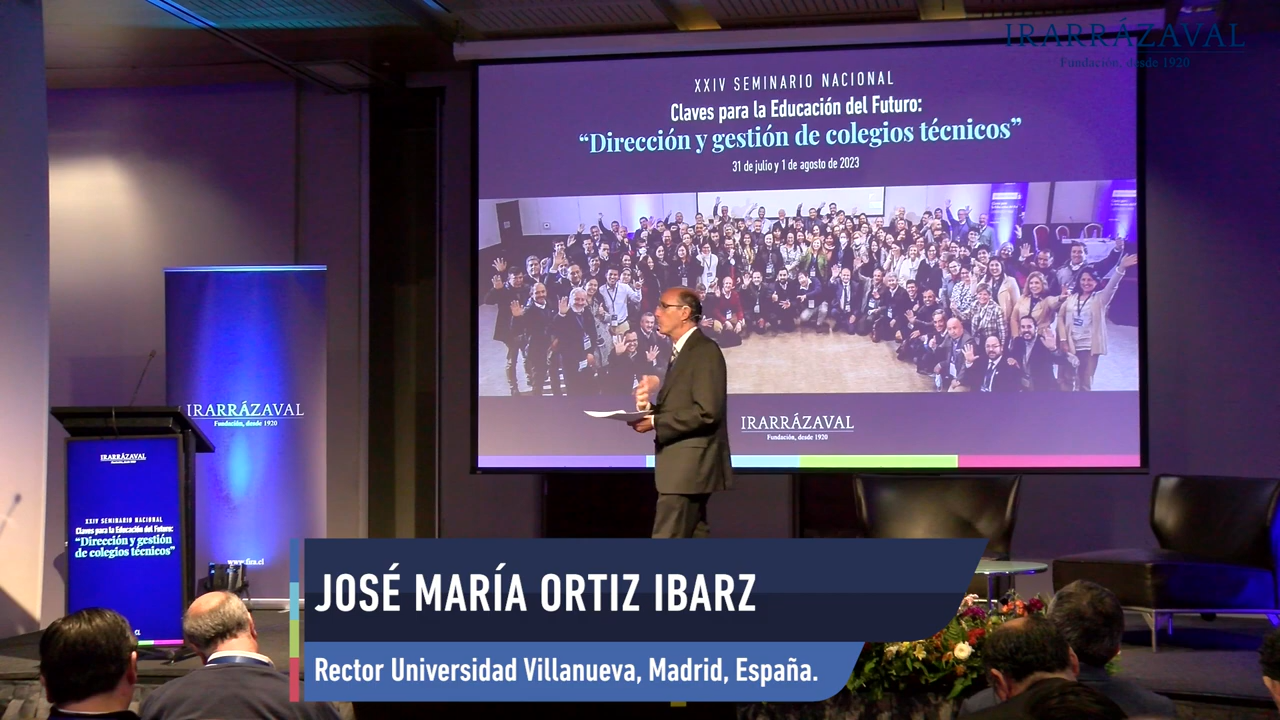 IRARRÁZAVAL
Fundación, desde 1920
XXIV SEMINARIO NACIONAL
Claves para la Educación del Futuro:
“Dirección y gestión de colegios técnicos”
31 de julio y 1 de agosto de 2023
IRARRÁZAVAL
Fundación, desde 1920
IRARRÁZAVAL
Fundación, desde 1920
www.fira.cl
IRARRÁZAVAL
XXIV SEMINARIO NACIONAL
Claves para la Educación del Futuro:
“Dirección y gestión
de colegios técnicos”
JOSÉ MARÍA ORTIZ IBARZ
Rector Universidad Villanueva, Madrid, España.